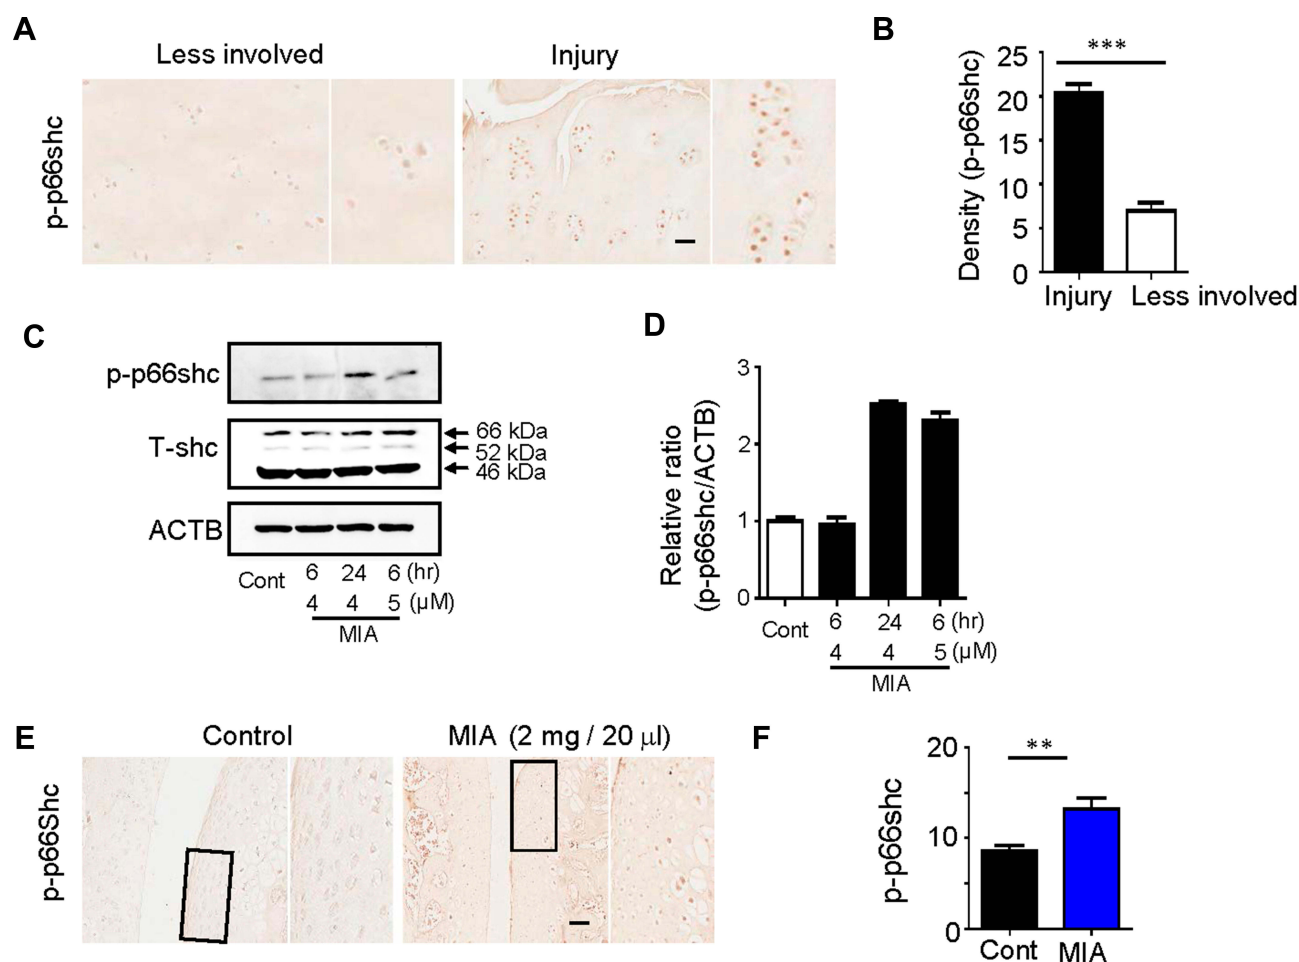 A
Less involved
Injury
p-p66shc
B
***
Density (p-p66shc)
25
20
15
10
5
0
Injury
Less involved
C
p-p66shc
T-shc
66 kDa
52 kDa
46 kDa
ACTB
Cont
6 24 6 (hr)
4 4 5 (µM)
MIA
D
Relative ratio
(p-p66shc/ACTB)
3
2
1
0
Cont
6 24 6 (hr)
4 4 5 (µM)
MIA
E
Control
MIA (2 mg / 20 µl)
p-p66Shc
F
**
p-p66shc
20
10
0
Cont
MIA